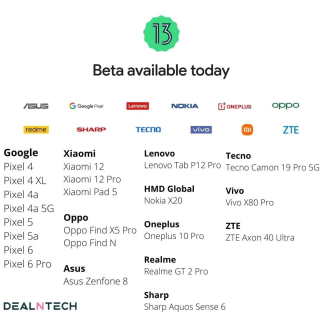 13
Beta available today
ASUS
Google Pixel
Lenovo
NOKIA
ONEPLUS
oppo
realme
SHARP
TECNO
vivo
mi
ZTE
Google
Pixel 4
Pixel 4 XL
Pixel 4a
Pixel 4a 5G
Pixel 5
Pixel 5a
Pixel 6
Pixel 6 Pro
Xiaomi
Xiaomi 12
Xiaomi 12 Pro
Xiaomi Pad 5
Oppo
Oppo Find X5 Pro
Oppo Find N
Asus
Asus Zenfone 8
Lenovo
Lenovo Tab P12 Pro
HMD Global
Nokia X20
Oneplus
Oneplus 10 Pro
Realme
Realme GT 2 Pro
Sharp
Sharp Aquos Sense 6
Tecno
Tecno Camon 19 Pro 5G
Vivo
Vivo X80 Pro
ZTE
ZTE Axon 40 Ultra
DEALNTECH